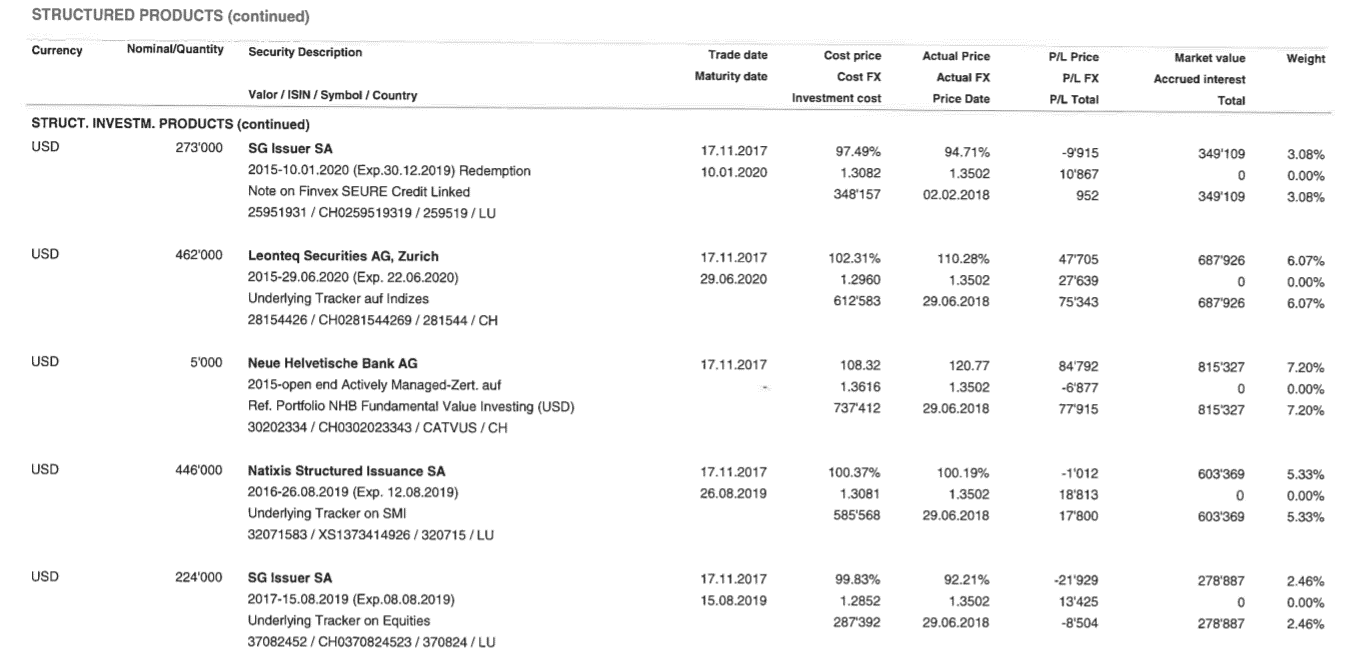 STRUCTURED PRODUCTS (continued)
Currency Nominal/Quantity Security Description Trade date Cost price Actual Price P/L Price Market value Weight
Maturity date Cost FX Actual FX P/L FX Accrued interest
Valor / ISIN / Symbol / Country Investment cost Price Date P/L Total Total
STRUCT. INVESTM. PRODUCTS (continued)
USD 273'000 SG Issuer SA 17.11.2017 97.49% 94.71% -9'915 349'109 3.08%
2015-10.01.2020 (Exp.30.12.2019) Redemption 10.01.2020 1.3082 1.3502 10'867 0 0.00%
Note on Finvex SEURE Credit Linked 348'157 02.02.2018 952 349'109 3.08%
25951931 / CH0259519319 / 259519 / LU
USD 462'000 Leonteq Securities AG, Zurich 17.11.2017 102.31% 110.28% 47'705 687'926 6.07%
2015-29.06.2020 (Exp. 22.06.2020) 29.06.2020 1.2960 1.3502 27'639 0 0.00%
Underlying Tracker auf Indizes 612'583 29.06.2018 75'343 687'926 6.07%
28154426 / CH0281544269 / 281544 / CH
USD 5'000 Neue Helvetische Bank AG 17.11.2017 108.32 120.77 84'792 815'327 7.20%
2015-open end Actively Managed-Zert. auf - 1.3616 1.3502 -6'877 0 0.00%
Ref. Portfolio NHB Fundamental Value Investing (USD) 737'412 29.06.2018 77'915 815'327 7.20%
30202334 / CH0302023343 / CATVUS / CH
USD 446'000 Natixis Structured Issuance SA 17.11.2017 100.37% 100.19% -1'012 603'369 5.33%
2016-26.08.2019 (Exp. 12.08.2019) 26.08.2019 1.3081 1.3502 18'813 0 0.00%
Underlying Tracker on SMI 585'568 29.06.2018 17'800 603'369 5.33%
32071583 / XS1373414926 / 320715 / LU
USD 224'000 SG Issuer SA 17.11.2017 99.83% 92.21% -21'929 278'887 2.46%
2017-15.08.2019 (Exp.08.08.2019) 15.08.2019 1.2852 1.3502 13'425 0 0.00%
Underlying Tracker on Equities 287'392 29.06.2018 -8'504 278'887 2.46%
37082452 / CH0370824523 / 370824 / LU